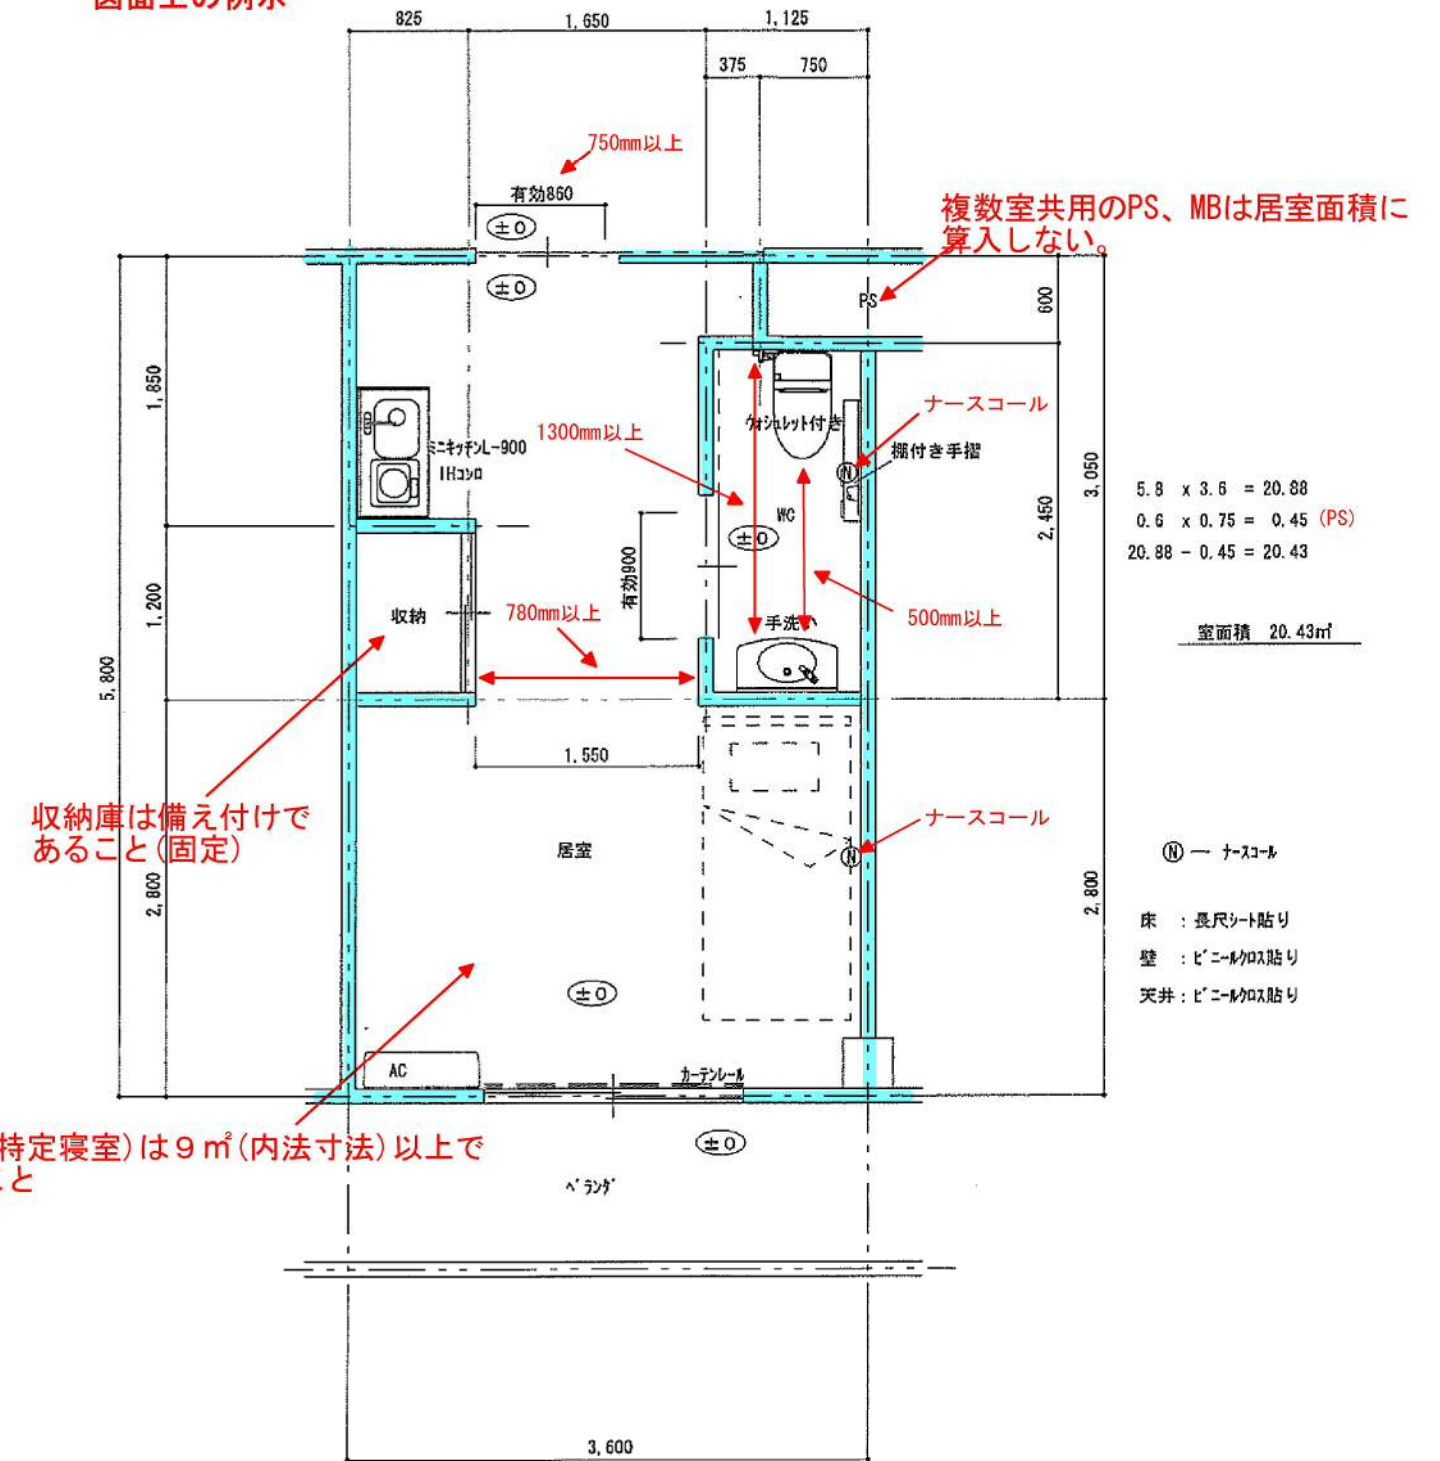 825
1,650
1,125
375
750
750mm以上
有効860
±0
±0
複数室共用のPS、MBは居室面積に
算入しない。
PS
600
1,850
ナースコール
1300mm以上
ウォシュレット付き
ミニキッチンL-900
IHコンロ
棚付き手摺
N
3,050
5.8 x 3.6 = 20.88
0.6 x 0.75 = 0.45 (PS)
20.88 - 0.45 = 20.43
WC
±0
2,450
有効900
1,200
収納
780mm以上
手洗い
500mm以上
室面積 20.43㎡
5,800
1,550
収納庫は備え付けで
あること(固定)
ナースコール
居室
N
N ー ナースコール
2,800
2,800
床 : 長尺シート貼り
壁 : ビニールクロス貼り
天井 : ビニールクロス貼り
±0
AC
カーテンレール
特定寝室)は9㎡(内法寸法)以上で
こと
±0
ベランダ
3,600